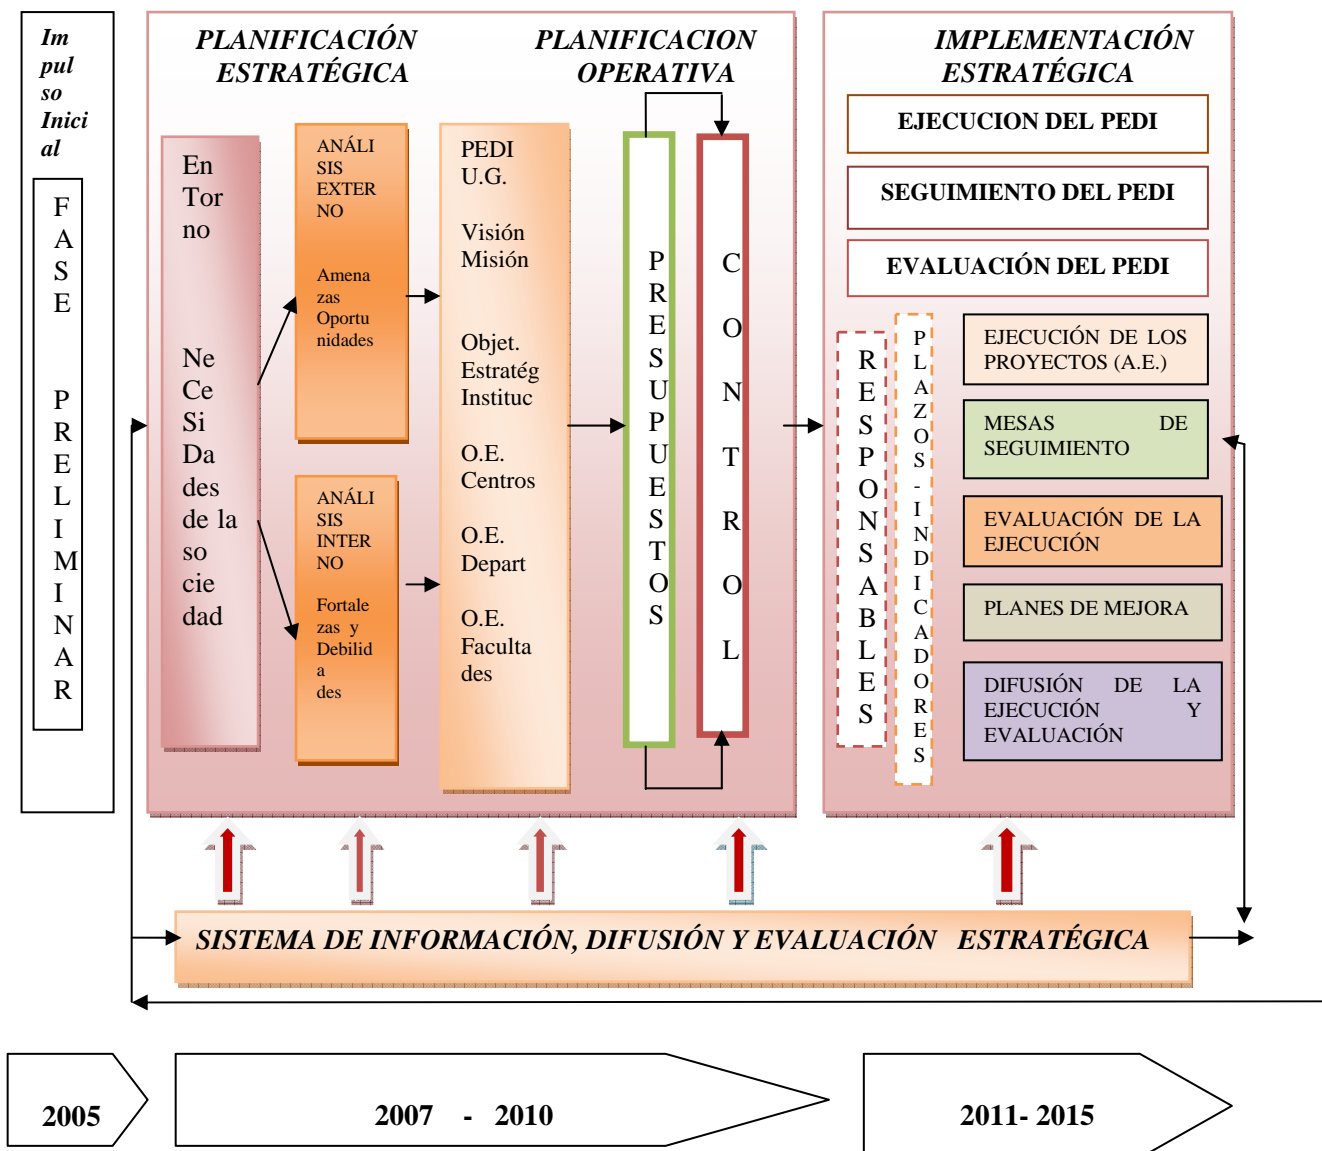 Im
pul
so
Inici
al
F
A
S
E
P
R
E
L
I
M
I
N
A
R
PLANIFICACIÓN
ESTRATÉGICA
PLANIFICACION
OPERATIVA
En
Tor
no
Ne
Ce
Si
Da
des
de la
so
cie
dad
ANÁLI
SIS
EXTER
NO
Amena
zas
Oportu
nidades
ANÁLI
SIS
INTER
NO
Fortale
zas y
Debilid
a
des
PEDI
U.G.
Visión
Misión
Objet.
Estratég
Instituc
O.E.
Centros
O.E.
Depart
O.E.
Faculta
des
P
R
E
S
U
P
U
E
S
T
O
S
C
O
N
T
R
O
L
IMPLEMENTACIÓN
ESTRATÉGICA
EJECUCION DEL PEDI
SEGUIMIENTO DEL PEDI
EVALUACIÓN DEL PEDI
R
E
S
P
O
N
S
A
B
L
E
S
P
L
A
Z
O
S
-
I
N
D
I
C
A
D
O
R
E
S
EJECUCIÓN DE LOS
PROYECTOS (A.E.)
MESAS DE
SEGUIMIENTO
EVALUACIÓN DE LA
EJECUCIÓN
PLANES DE MEJORA
DIFUSIÓN DE LA
EJECUCIÓN Y
EVALUACIÓN
SISTEMA DE INFORMACIÓN, DIFUSIÓN Y EVALUACIÓN ESTRATÉGICA
2005
2007 - 2010
2011- 2015